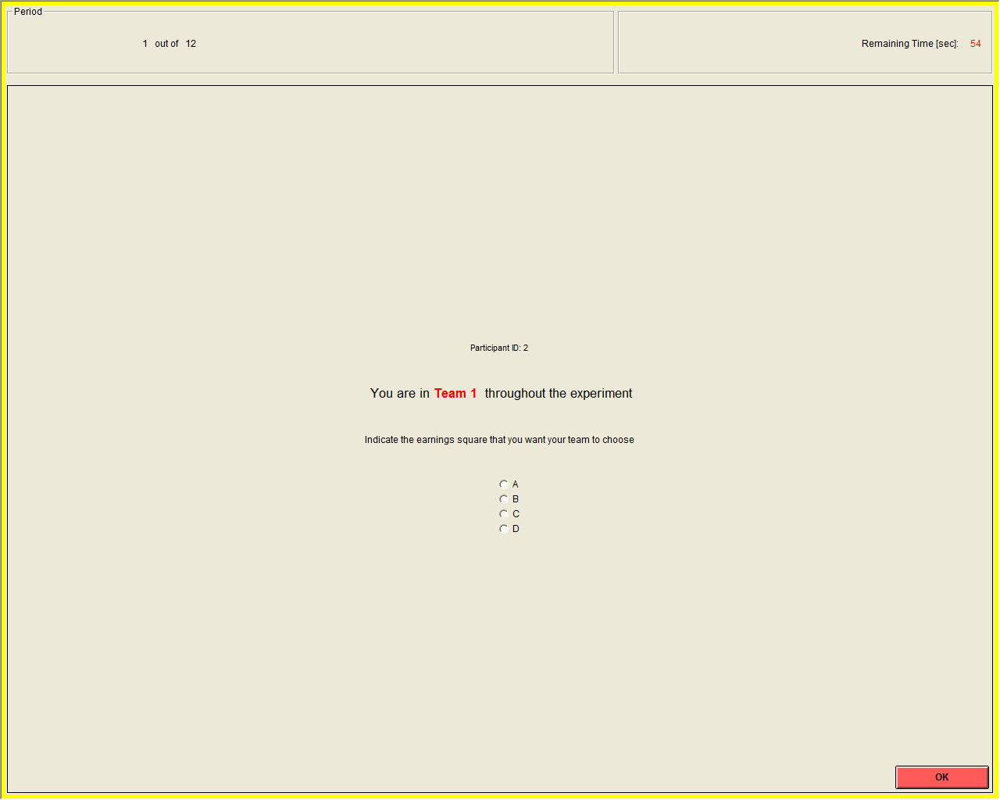 Period
1 out of 12
Remaining Time [sec]: 54
Participant ID: 2
You are in Team 1 throughout the experiment
Indicate the earnings square that you want your team to choose
A
B
C
D
OK